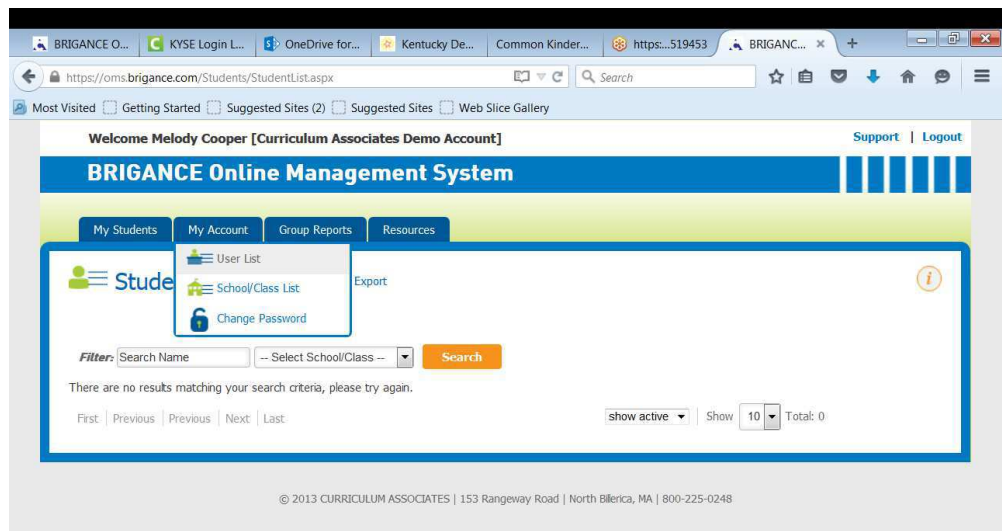 BRIGANCE O... KYSE Login L... OneDrive for... Kentucky De... Common Kinder... https:...519453 BRIGANC... × +
https://oms.brigance.com/Students/StudentList.aspx Search
Most Visited Getting Started Suggested Sites (2) Suggested Sites Web Slice Gallery
Welcome Melody Cooper [Curriculum Associates Demo Account] Support | Logout
BRIGANCE Online Management System
My Students My Account Group Reports Resources
User List
Stude Export
School/Class List
Change Password
Filter: Search Name -- Select School/Class -- Search
There are no results matching your search criteria, please try again.
First | Previous | Previous | Next | Last show active Show 10 Total: 0
© 2013 CURRICULUM ASSOCIATES | 153 Rangeway Road | North Billerica, MA | 800-225-0248